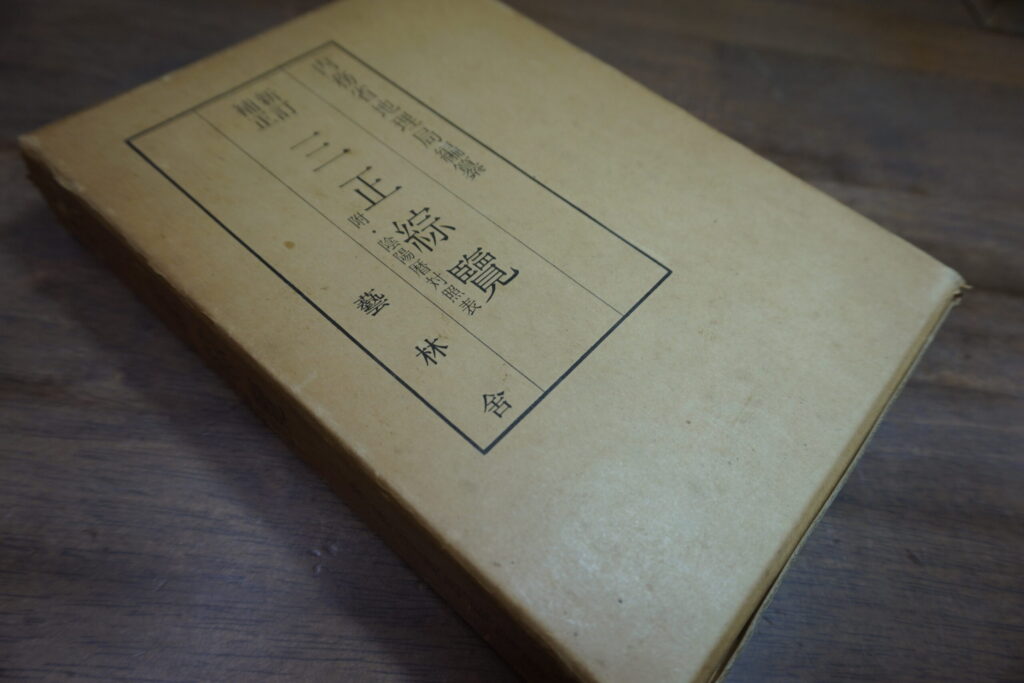 内務省地理局編纂
新訂
補正
三正綜覽
附・陰陽暦対照表
藝林舎